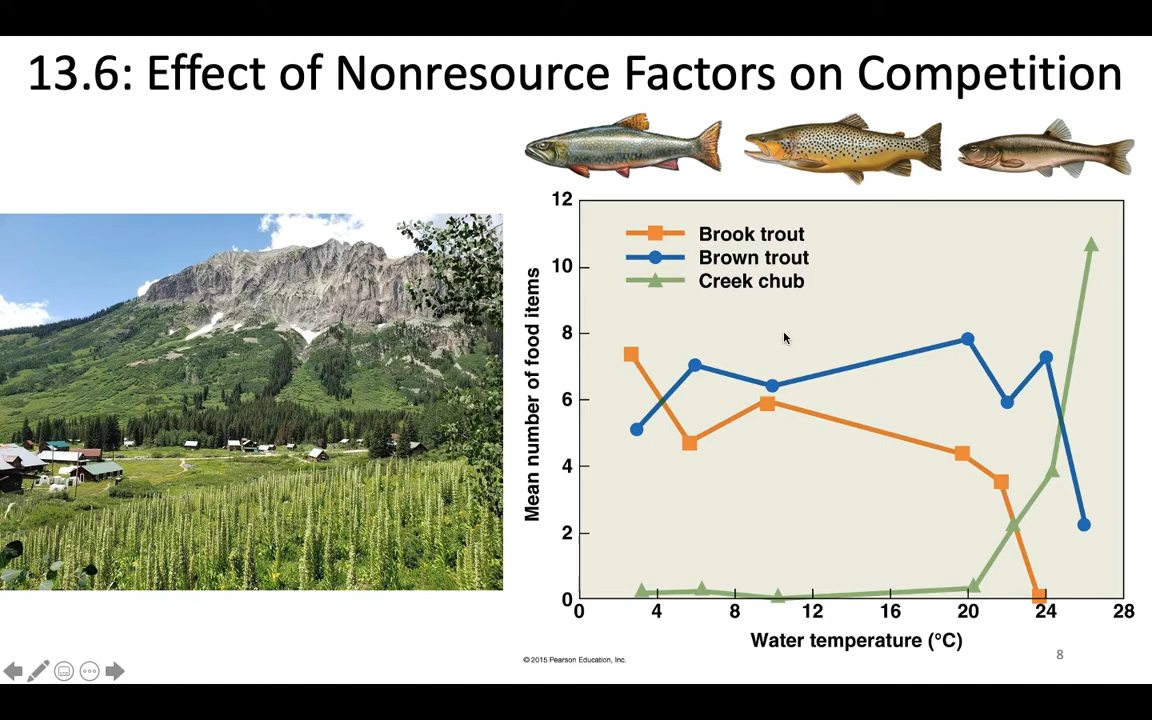 13.6: Effect of Nonresource Factors on Competition
12
10
8
6
4
2
0
Mean number of food items
Brook trout
Brown trout
Creek chub
0 4 8 12 16 20 24 28
Water temperature (°C)
© 2015 Pearson Education, Inc.
8